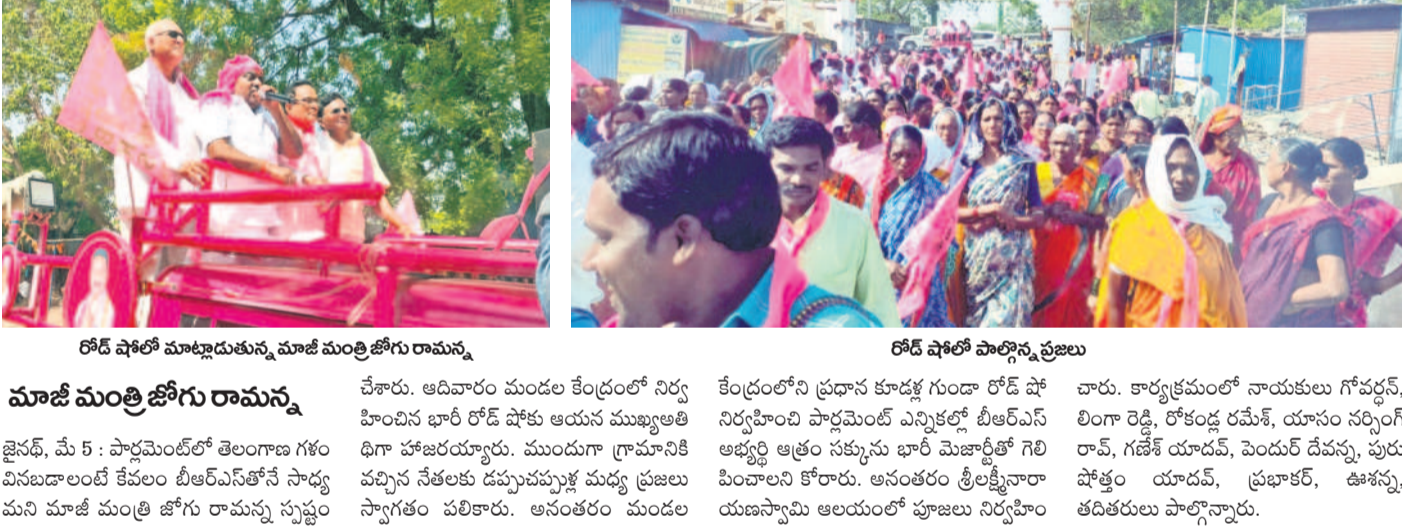 రోడ్ షోలో మాట్లాడుతున్న మాజీ మంత్రి జోగు రామన్న
రోడ్ షోలో పాల్గొన్న ప్రజలు
మాజీ మంత్రి జోగు రామన్న
జైనథ్, మే 5 : పార్లమెంట్‌లో తెలంగాణ గళం
వినబడాలంటే కేవలం బీఆర్ఎస్‌తోనే సాధ్య
మని మాజీ మంత్రి జోగు రామన్న స్పష్టం
చేశారు. ఆదివారం మండల కేంద్రంలో నిర్వ
హించిన భారీ రోడ్ షోకు ఆయన ముఖ్యఅతి
థిగా హాజరయ్యారు. ముందుగా గ్రామానికి
వచ్చిన నేతలకు డప్పుచప్పుళ్ల మధ్య ప్రజలు
స్వాగతం పలికారు. అనంతరం మండల
కేంద్రంలోని ప్రధాన కూడళ్ల గుండా రోడ్ షో
నిర్వహించి పార్లమెంట్ ఎన్నికల్లో బీఆర్ఎస్
అభ్యర్థి ఆత్రం సక్కును భారీ మెజార్టీతో గెలి
పించాలని కోరారు. అనంతరం శ్రీలక్ష్మీనారా
యణస్వామి ఆలయంలో పూజలు నిర్వహిం
చారు. కార్యక్రమంలో నాయకులు గోవర్ధన్,
లింగా రెడ్డి, రోకండ్ల రమేశ్, యాసం నర్సింగ్
రావ్, గణేశ్ యాదవ్, పెందుర్ దేవన్న, పురు
షోత్తం యాదవ్, ప్రభాకర్, ఊశన్న,
తదితరులు పాల్గొన్నారు.